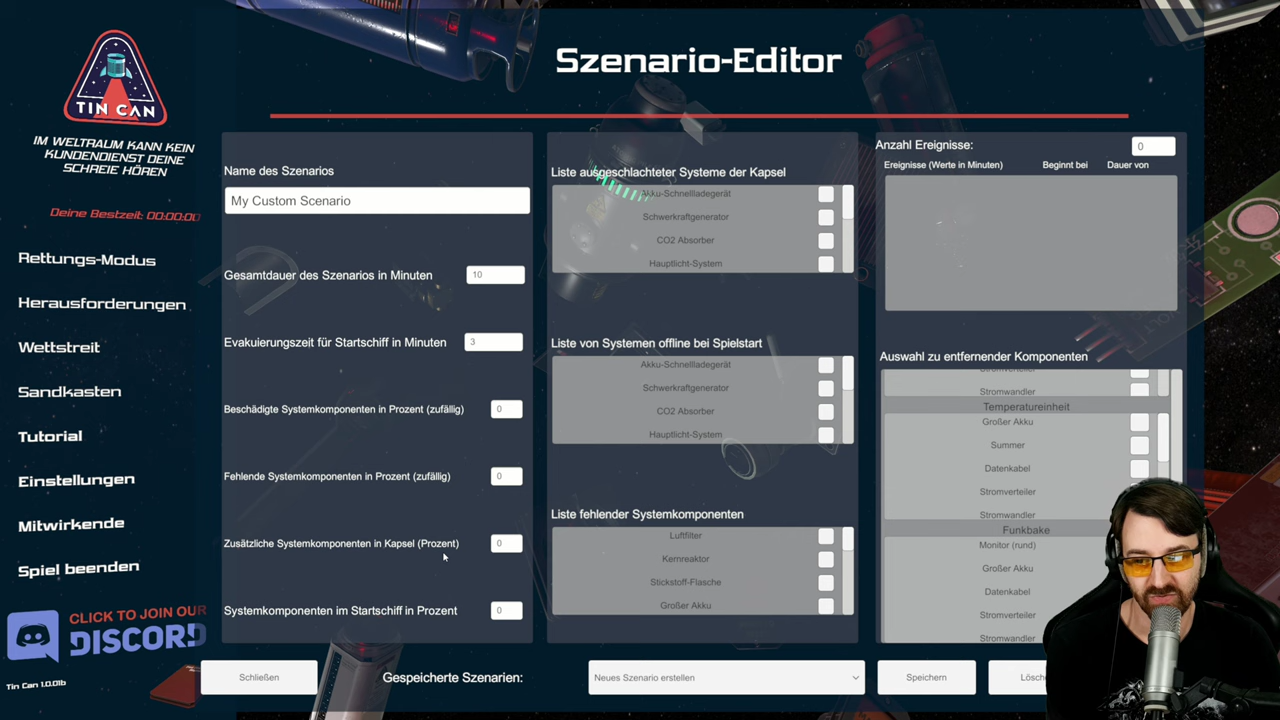 TIN CAN
IM WELTRAUM KANN KEIN
KUNDENDIENST DEINE
SCHREIE HÖREN
Deine Bestzeit: 00:00:00
Rettungs-Modus
Herausforderungen
Wettstreit
Sandkasten
Tutorial
Einstellungen
Mitwirkende
Spiel beenden
CLICK TO JOIN OUR
DISCORD
Tin Can 1.0.01b
Szenario-Editor
Name des Szenarios
My Custom Scenario
Gesamtdauer des Szenarios in Minuten 10
Evakuierungszeit für Startschiff in Minuten 3
Beschädigte Systemkomponenten in Prozent (zufällig) 0
Fehlende Systemkomponenten in Prozent (zufällig) 0
Zusätzliche Systemkomponenten in Kapsel (Prozent) 0
Systemkomponenten im Startschiff in Prozent 0
Liste ausgeschlachteter Systeme der Kapsel
Akku-Schnellladegerät
Schwerkraftgenerator
CO2 Absorber
Hauptlicht-System
Liste von Systemen offline bei Spielstart
Akku-Schnellladegerät
Schwerkraftgenerator
CO2 Absorber
Hauptlicht-System
Liste fehlender Systemkomponenten
Luftfilter
Kernreaktor
Stickstoff-Flasche
Großer Akku
Anzahl Ereignisse: 0
Ereignisse (Werte in Minuten) Beginnt bei Dauer von
Auswahl zu entfernender Komponenten
Stromverteiler
Stromwandler
Temperatureinheit
Großer Akku
Summer
Datenkabel
Stromverteiler
Stromwandler
Funkbake
Monitor (rund)
Großer Akku
Datenkabel
Stromverteiler
Stromwandler
Schließen
Gespeicherte Szenarien:
Neues Szenario erstellen
Speichern